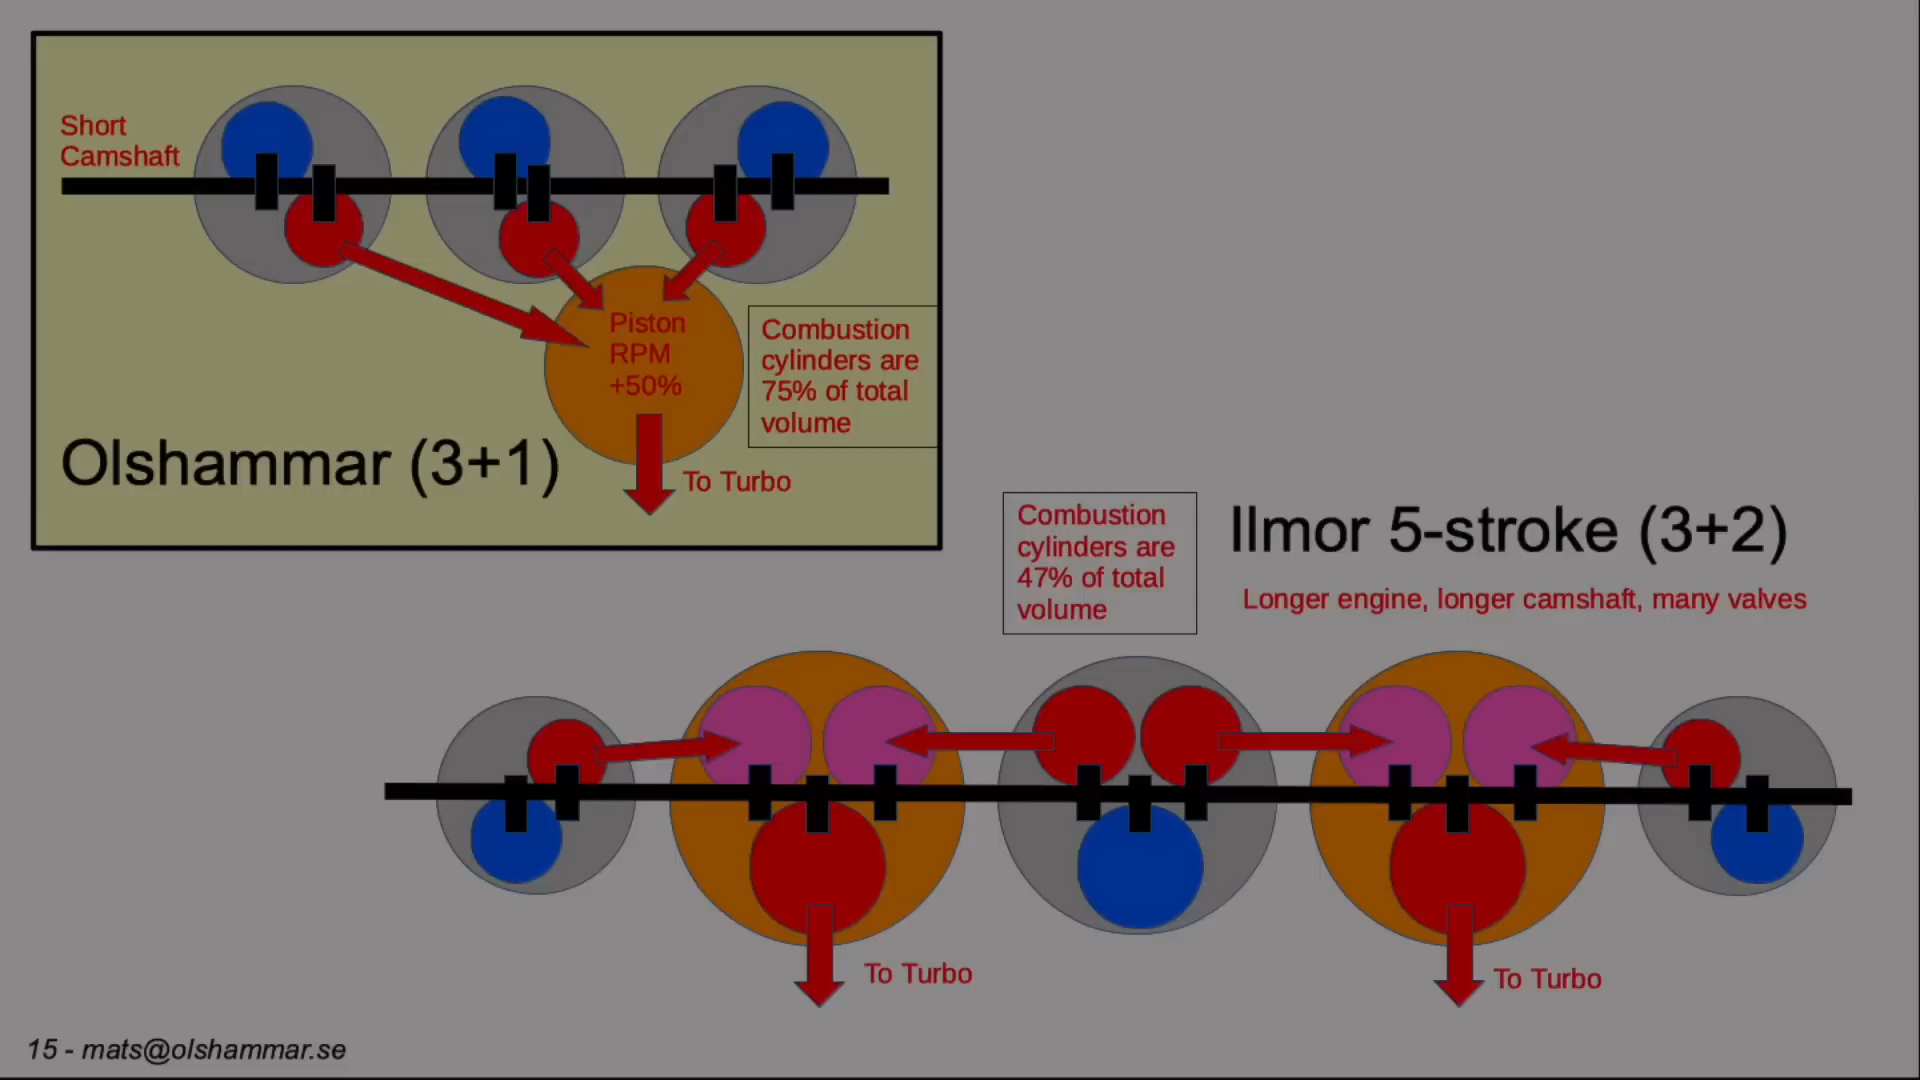 Short
Camshaft
Piston
RPM
+50%
Combustion
cylinders are
75% of total
volume
Olshammar (3+1)
To Turbo
Combustion
cylinders are
47% of total
volume
Ilmor 5-stroke (3+2)
Longer engine, longer camshaft, many valves
To Turbo
To Turbo
15 - mats@olshammar.se